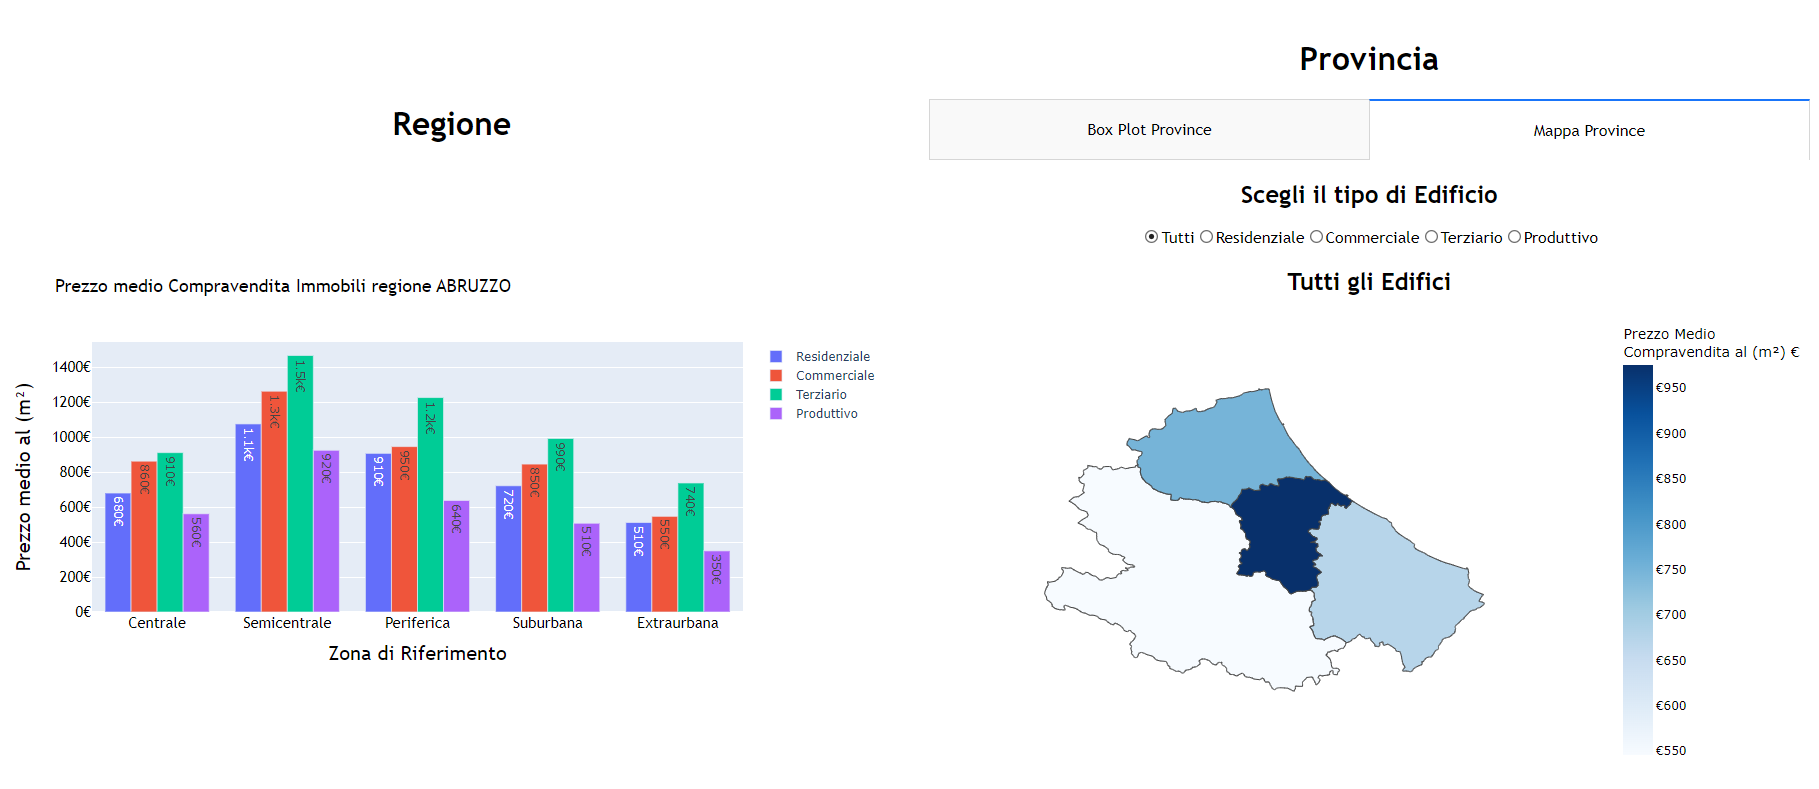 Regione
Prezzo medio Compravendita Immobili regione ABRUZZO
Prezzo medio al (m²)
1400€
1200€
1000€
800€
600€
400€
200€
0€
680€
860€
910€
560€
1.1k€
1.3k€
1.5k€
920€
910€
950€
1.2k€
640€
720€
850€
990€
510€
510€
550€
740€
350€
Centrale
Semicentrale
Periferica
Suburbana
Extraurbana
Zona di Riferimento
Residenziale
Commerciale
Terziario
Produttivo
Provincia
Box Plot Province
Mappa Province
Scegli il tipo di Edificio
Tutti Residenziale Commerciale Terziario Produttivo
Tutti gli Edifici
Prezzo Medio
Compravendita al (m²) €
€950
€900
€850
€800
€750
€700
€650
€600
€550